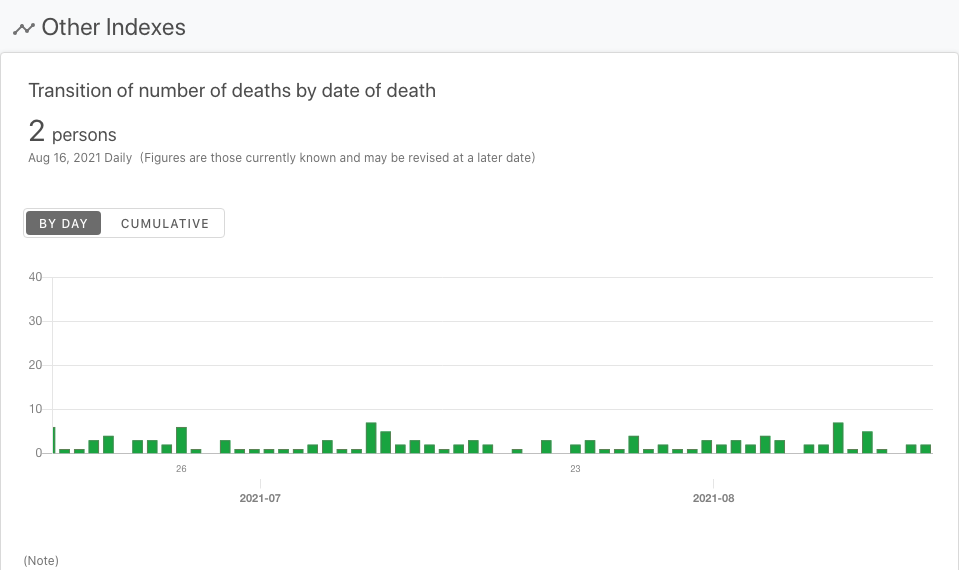 Other Indexes
Transition of number of deaths by date of death
2 persons
Aug 16, 2021 Daily (Figures are those currently known and may be revised at a later date)
BY DAY CUMULATIVE
40
30
20
10
0
26 23
2021-07 2021-08
(Note)